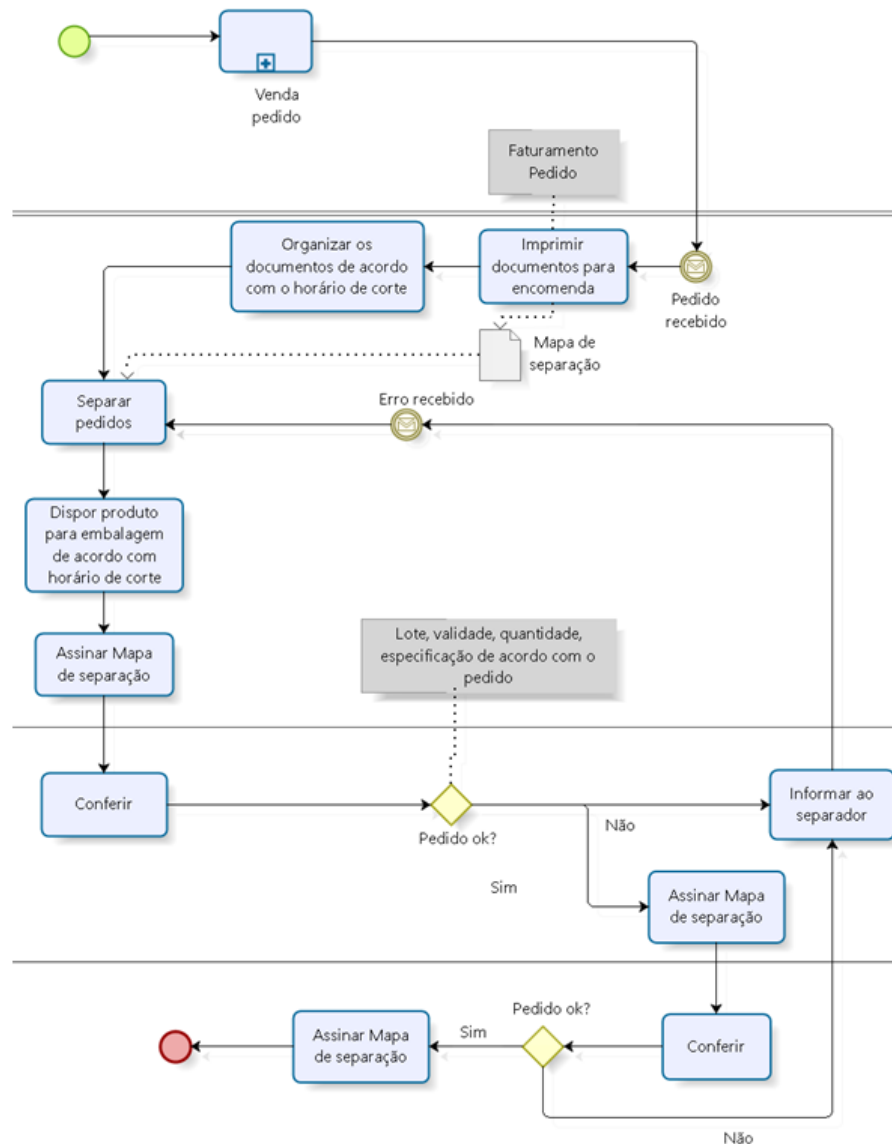 Venda
pedido
Faturamento
Pedido
Organizar os
documentos de acordo
com o horário de corte
Imprimir
documentos para
encomenda
Pedido
recebido
Mapa de
separação
Separar
pedidos
Erro recebido
Dispor produto
para embalagem
de acordo com
horário de corte
Lote, validade, quantidade,
especificação de acordo com o
pedido
Assinar Mapa
de separação
Conferir
Pedido ok?
Não
Informar ao
separador
Sim
Assinar Mapa
de separação
Assinar Mapa
de separação
Sim
Pedido ok?
Conferir
Não